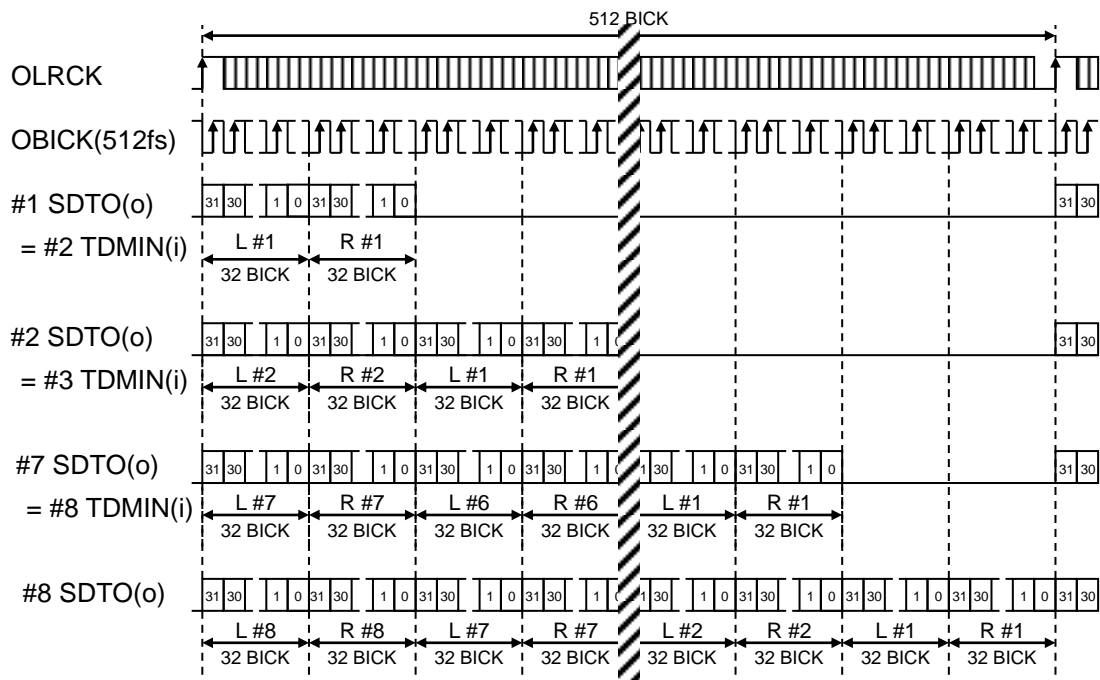 512 BICK
OLRCK
OBICK(512fs)
#1 SDTO(o)
31 30 1 0 31 30 1 0 31 30
= #2 TDMIN(i)
L #1 R #1
32 BICK 32 BICK
#2 SDTO(o)
31 30 1 0 31 30 1 0 31 30 1 0 31 30 1 0 31 30
= #3 TDMIN(i)
L #2 R #2 L #1 R #1
32 BICK 32 BICK 32 BICK 32 BICK
#7 SDTO(o)
31 30 1 0 31 30 1 0 31 30 1 0 31 30 1 0 31 30 1 0 31 30 1 0 31 30
= #8 TDMIN(i)
L #7 R #7 L #6 R #6 L #1 R #1
32 BICK 32 BICK 32 BICK 32 BICK 32 BICK 32 BICK
#8 SDTO(o)
31 30 1 0 31 30 1 0 31 30 1 0 31 30 1 0 31 30 1 0 31 30 1 0 31 30 1 0 31 30 1 0 31 30
L #8 R #8 L #7 R #7 L #2 R #2 L #1 R #1
32 BICK 32 BICK 32 BICK 32 BICK 32 BICK 32 BICK 32 BICK 32 BICK